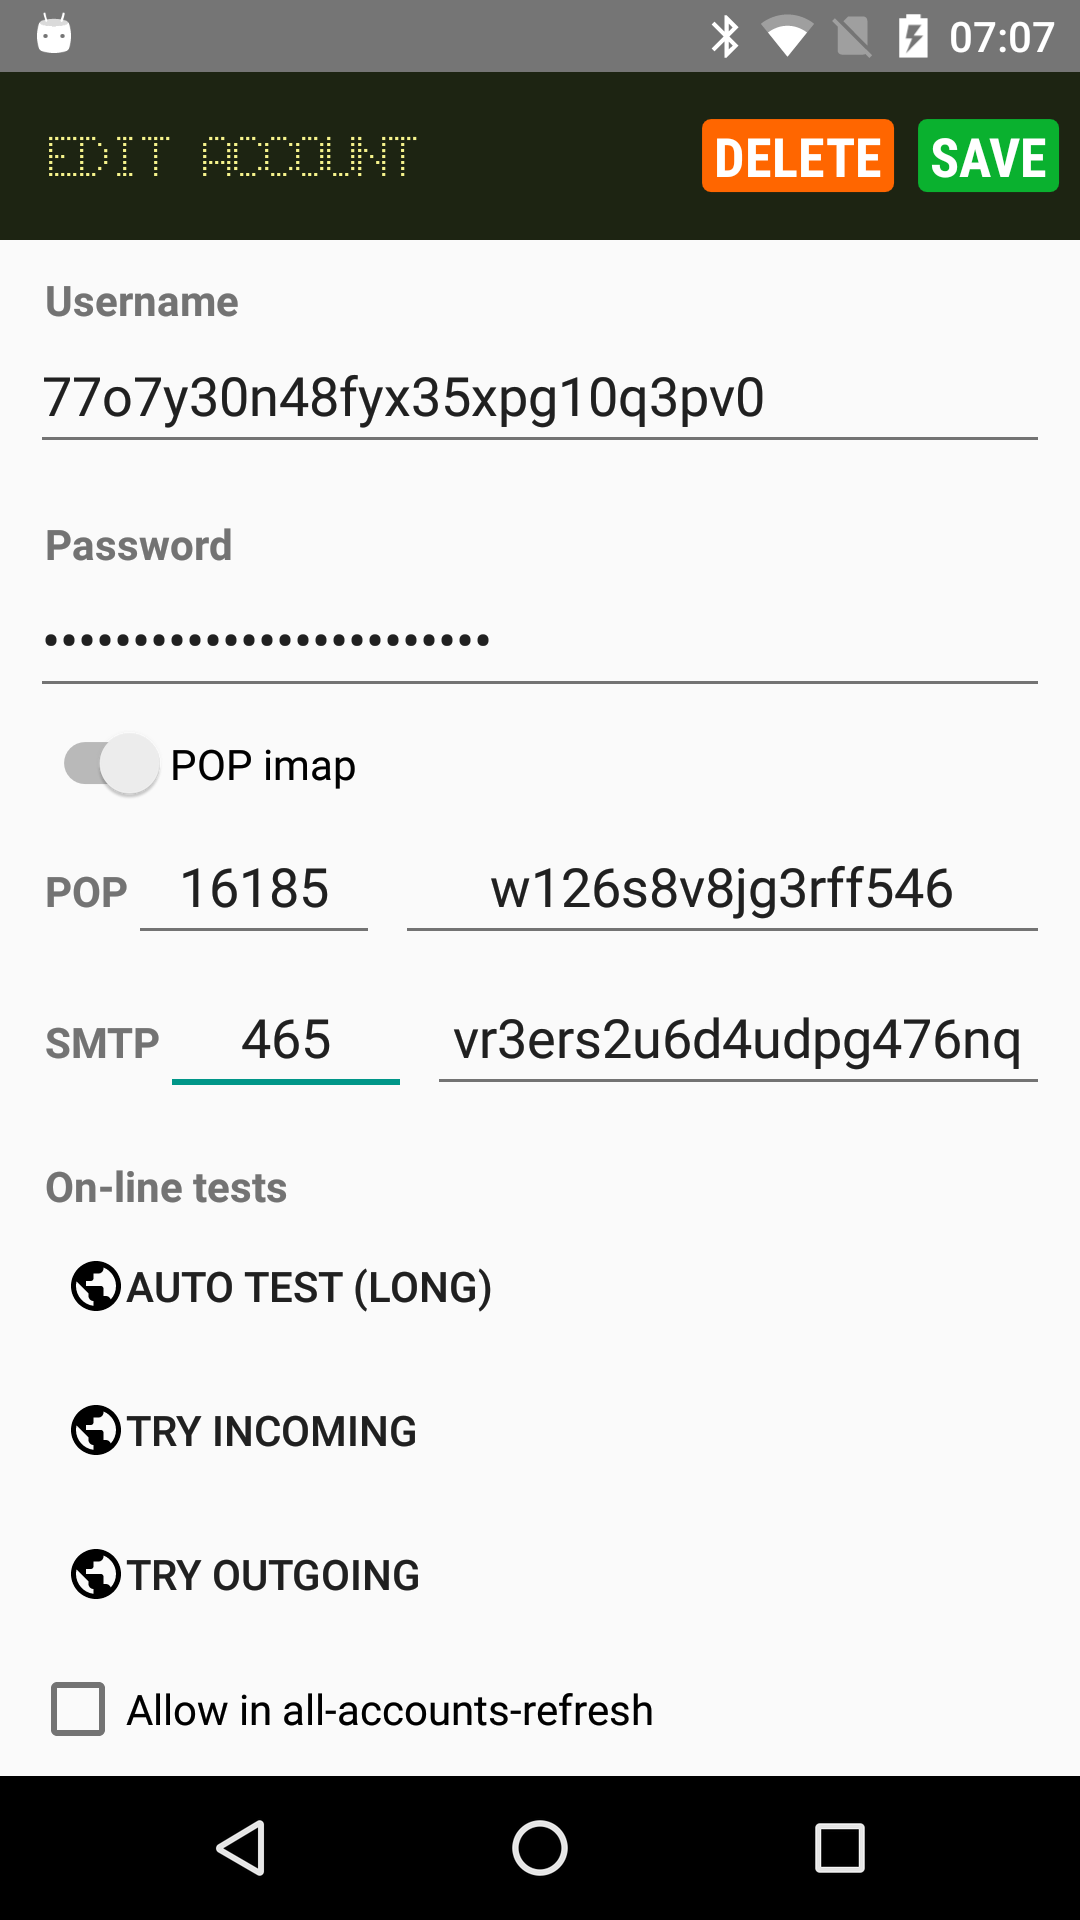 07:07
EDIT ACCOUNT DELETE SAVE
Username
77o7y30n48fyx35xpg10q3pv0
Password
•••••••••••••••••••••••••
POP imap
POP 16185 w126s8v8jg3rff546
SMTP 465 vr3ers2u6d4udpg476nq
On-line tests
AUTO TEST (LONG)
TRY INCOMING
TRY OUTGOING
Allow in all-accounts-refresh